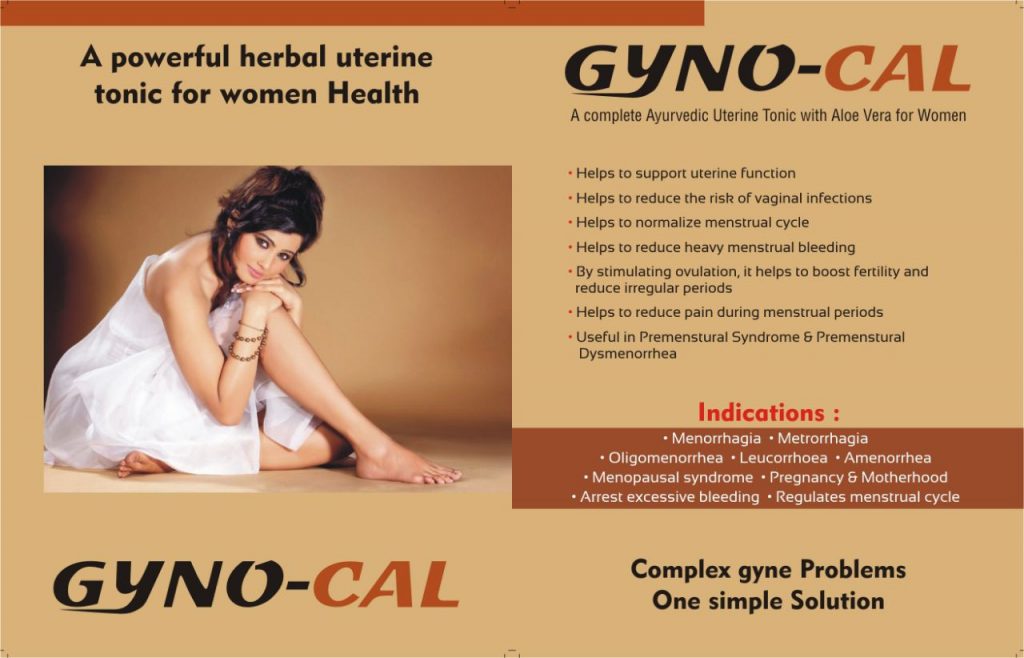 A powerful herbal uterine
tonic for women Health
GYNO-CAL
GYNO-CAL
A complete Ayurvedic Uterine Tonic with Aloe Vera for Women
• Helps to support uterine function
• Helps to reduce the risk of vaginal infections
• Helps to normalize menstrual cycle
• Helps to reduce heavy menstrual bleeding
• By stimulating ovulation, it helps to boost fertility and
reduce irregular periods
• Helps to reduce pain during menstrual periods
• Useful in Premenstural Syndrome & Premenstural
Dysmenorrhea
Indications :
• Menorrhagia • Metrorrhagia
• Oligomenorrhea • Leucorrhoea • Amenorrhea
• Menopausal syndrome • Pregnancy & Motherhood
• Arrest excessive bleeding • Regulates menstrual cycle
Complex gyne Problems
One simple Solution